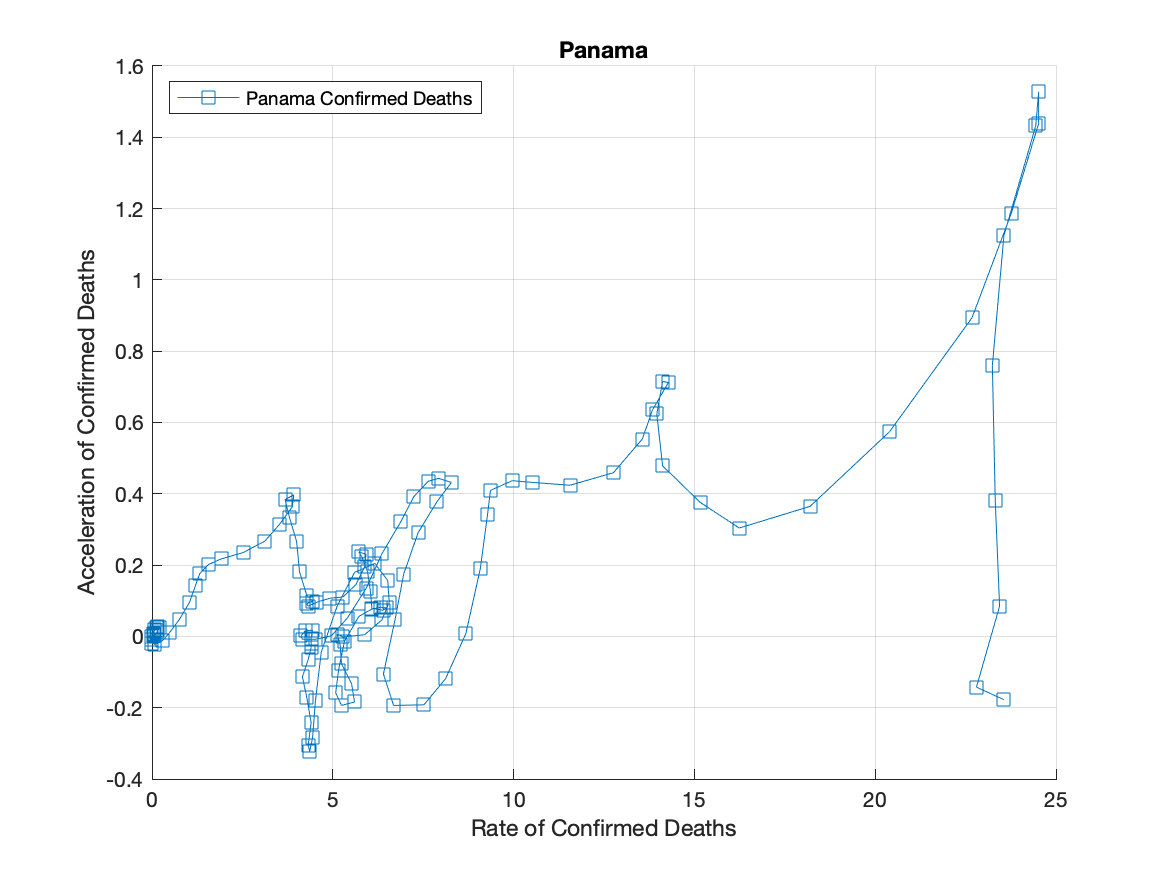 Panama
Panama Confirmed Deaths
Acceleration of Confirmed Deaths
1.6
1.4
1.2
1
0.8
0.6
0.4
0.2
0
-0.2
-0.4
0 5 10 15 20 25
Rate of Confirmed Deaths